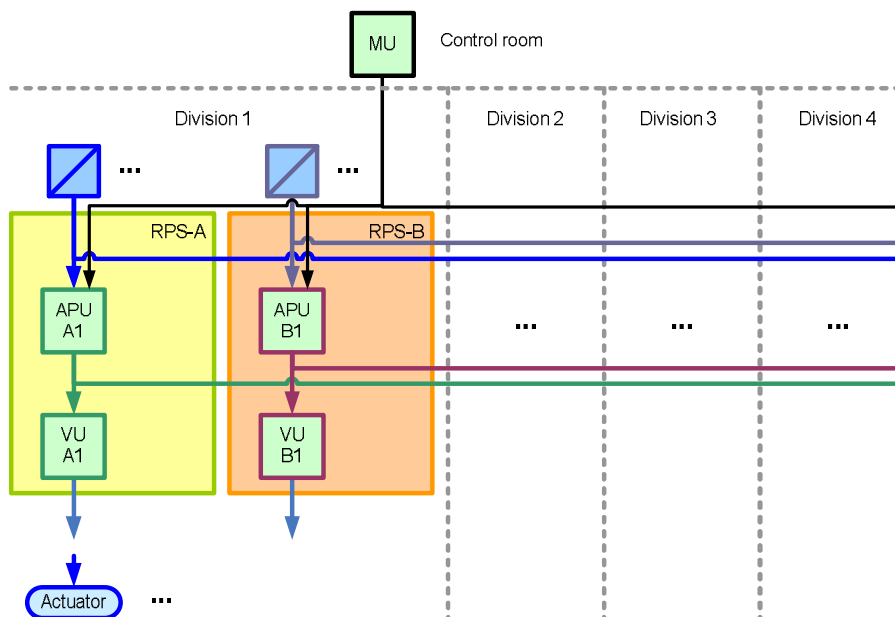 MU
Control room
Division 1
Division 2
Division 3
Division 4
...
...
RPS-A
RPS-B
APU
A1
APU
B1
...
...
...
VU
A1
VU
B1
Actuator
...